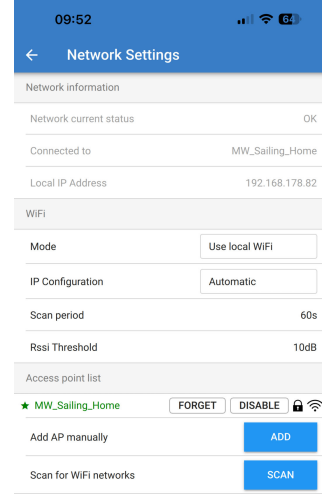 09:52
64
Network Settings
Network information
Network current status OK
Connected to MW_Sailing_Home
Local IP Address 192.168.178.82
WiFi
Mode Use local WiFi
IP Configuration Automatic
Scan period 60s
Rssi Threshold 10dB
Access point list
★ MW_Sailing_Home FORGET DISABLE
Add AP manually ADD
Scan for WiFi networks SCAN